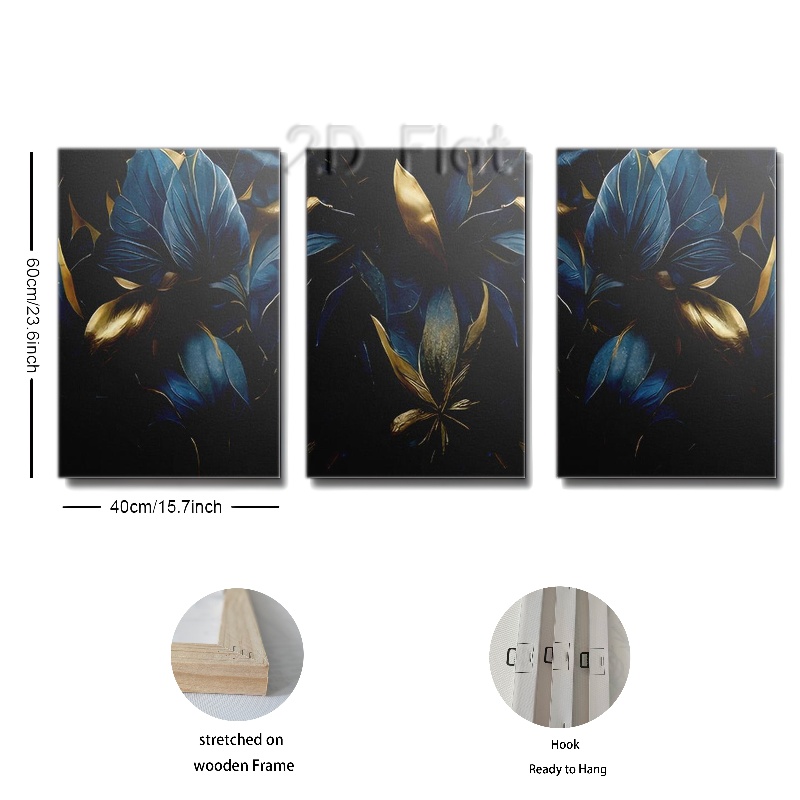 2D Flat
60cm/23.6inch
40cm/15.7inch
stretched on
wooden Frame
Hook
Ready to Hang